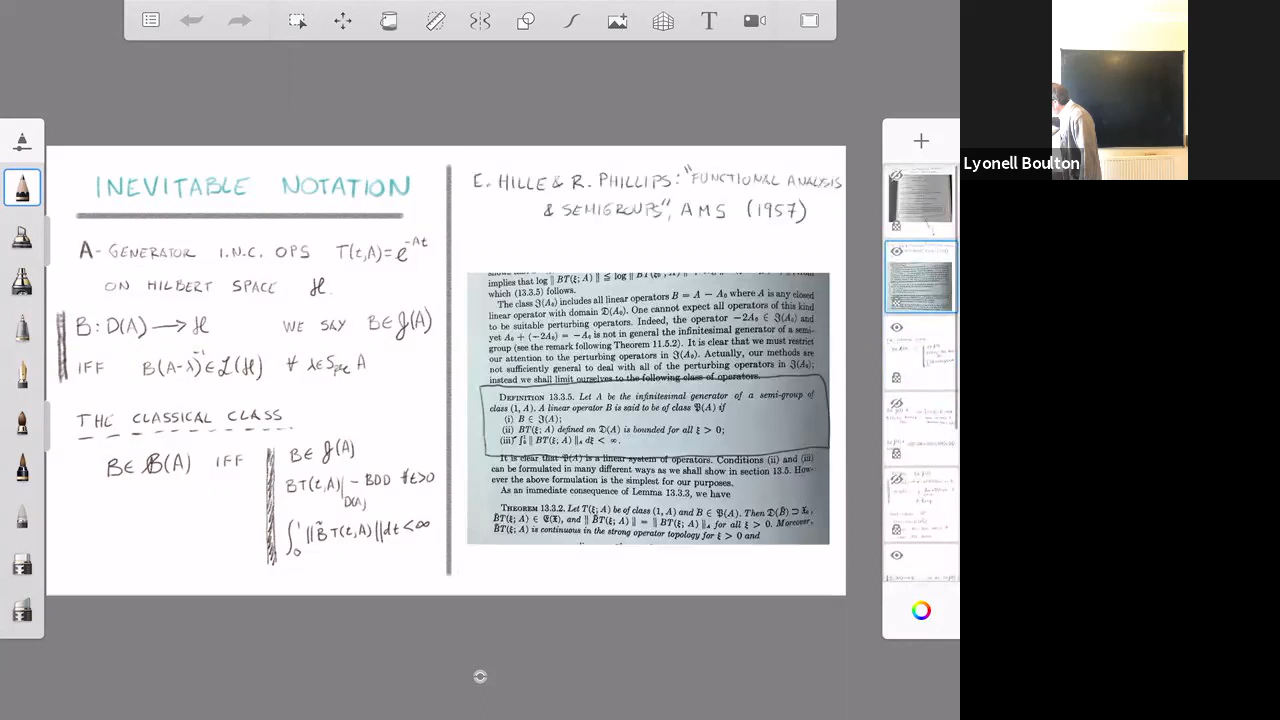 INEVITABLE NOTATION
A - GENERATOR N.C. OPS T(t,A)=e^{-At}
ON HILBERT SPACE ℋ.
B: D(A) ⟶ ℋ WE SAY B∈𝒥(A)
IFF B(A-λ)^{-1}∈ℒ(ℋ) ∀ λ∉Spec A
THE CLASSICAL CLASS
B∈𝔅(A) IFF
B∈𝒥(A)
BT(t,A)|_{D(A)} - BDD ∀t>0
∫₀ ‖B̃T(t,A)‖dt<∞
E. HILLE & R. PHILLIPS: "FUNCTIONAL ANALYSIS
& SEMIGROUPS", AMS (1957)
which (13.3.5) follows.
The class ℑ(A₀) includes all linear operators B = A − A₀ where A is any closed
linear operator with domain 𝔇(A₀). One cannot expect all operators of this kind
to be suitable perturbing operators. Indeed, the operator −2A₀ ∈ ℑ(A₀) and
yet A₀ + (−2A₀) = −A₀ is not in general the infinitesimal generator of a semi-
group (see the remark following Theorem 11.5.2). It is clear that we must restrict
our attention to the perturbing operators in ℑ(A₀). Actually, our methods are
not sufficiently general to deal with all of the perturbing operators in ℑ(A₀);
instead we shall limit ourselves to the following class of operators.
DEFINITION 13.3.5. Let A be the infinitesimal generator of a semi-group of
class (1, A). A linear operator B is said to be of class 𝔓(A) if
(i) B ∈ ℑ(A);
(ii) BT(ξ; A) defined on 𝔇(A) is bounded for all ξ > 0;
(iii) ∫₀¹ ‖ BT(ξ; A) ‖_A dξ < ∞.
It is clear that 𝔓(A) is a linear system of operators. Conditions (ii) and (iii)
can be formulated in many different ways as we shall show in section 13.5. How-
ever the above formulation is the simplest for our purposes.
As an immediate consequence of Lemma 13.3.3, we have
THEOREM 13.3.2. Let T(ξ; A) be of class (1, A) and B ∈ 𝔓(A). Then 𝔇(B̄) ⊃ 𝔛₀,
B̄T(ξ; A) ∈ 𝔈(𝔛), and ‖ B̄T(ξ; A) ‖ = ‖ BT(ξ; A) ‖_A for all ξ > 0. Moreover,
B̄T(ξ; A) is continuous in the strong operator topology for ξ > 0 and
Lyonell Boulton